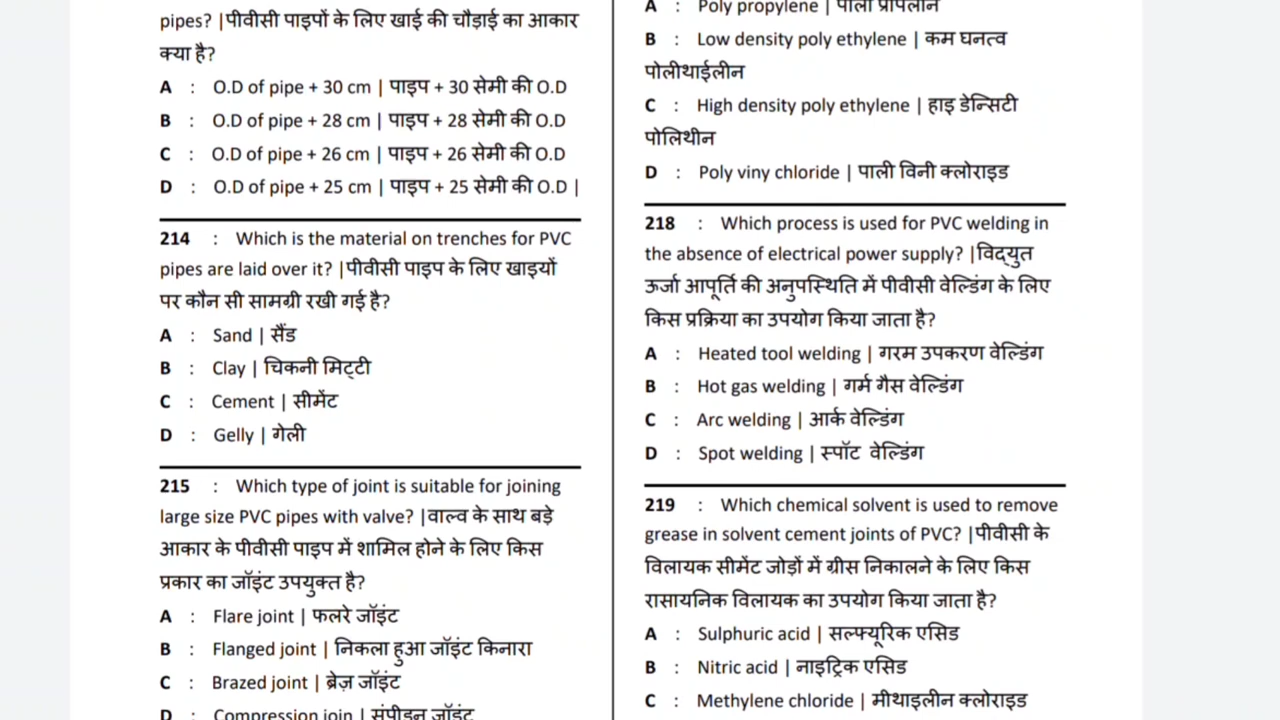 pipes? |पीवीसी पाइपों के लिए खाई की चौड़ाई का आकार
क्या है?
A : O.D of pipe + 30 cm | पाइप + 30 सेमी की O.D
B : O.D of pipe + 28 cm | पाइप + 28 सेमी की O.D
C : O.D of pipe + 26 cm | पाइप + 26 सेमी की O.D
D : O.D of pipe + 25 cm | पाइप + 25 सेमी की O.D |
214 : Which is the material on trenches for PVC
pipes are laid over it? |पीवीसी पाइप के लिए खाइयों
पर कौन सी सामग्री रखी गई है?
A : Sand | सैंड
B : Clay | चिकनी मिट्टी
C : Cement | सीमेंट
D : Gelly | गेली
215 : Which type of joint is suitable for joining
large size PVC pipes with valve? |वाल्व के साथ बड़े
आकार के पीवीसी पाइप में शामिल होने के लिए किस
प्रकार का जॉइंट उपयुक्त है?
A : Flare joint | फलरे जॉइंट
B : Flanged joint | निकला हुआ जॉइंट किनारा
C : Brazed joint | ब्रेज़ जॉइंट
D : Compression join | संपीडन जॉइंट
A : Poly propylene | पाली प्रोपलीन
B : Low density poly ethylene | कम घनत्व
पोलीथाईलीन
C : High density poly ethylene | हाइ डेन्सिटी
पोलिथीन
D : Poly viny chloride | पाली विनी क्लोराइड
218 : Which process is used for PVC welding in
the absence of electrical power supply? |विद्युत
ऊर्जा आपूर्ति की अनुपस्थिति में पीवीसी वेल्डिंग के लिए
किस प्रक्रिया का उपयोग किया जाता है?
A : Heated tool welding | गरम उपकरण वेल्डिंग
B : Hot gas welding | गर्म गैस वेल्डिंग
C : Arc welding | आर्क वेल्डिंग
D : Spot welding | स्पॉट वेल्डिंग
219 : Which chemical solvent is used to remove
grease in solvent cement joints of PVC? |पीवीसी के
विलायक सीमेंट जोड़ों में ग्रीस निकालने के लिए किस
रासायनिक विलायक का उपयोग किया जाता है?
A : Sulphuric acid | सल्फ्यूरिक एसिड
B : Nitric acid | नाइट्रिक एसिड
C : Methylene chloride | मीथाइलीन क्लोराइड